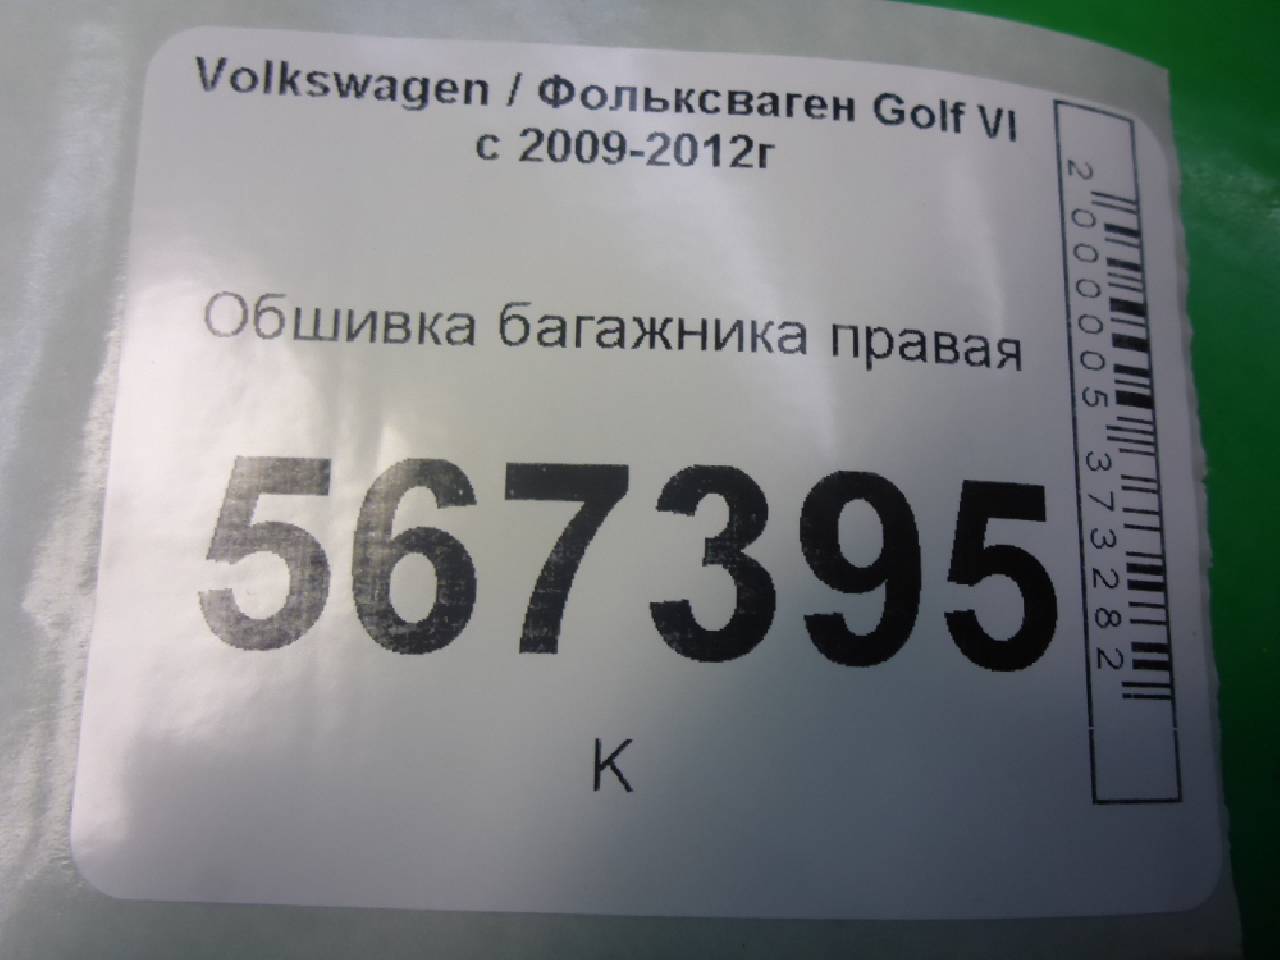 Volkswagen / Фольксваген Golf VI
с 2009-2012г
Обшивка багажника правая
567395
К
2000005373282